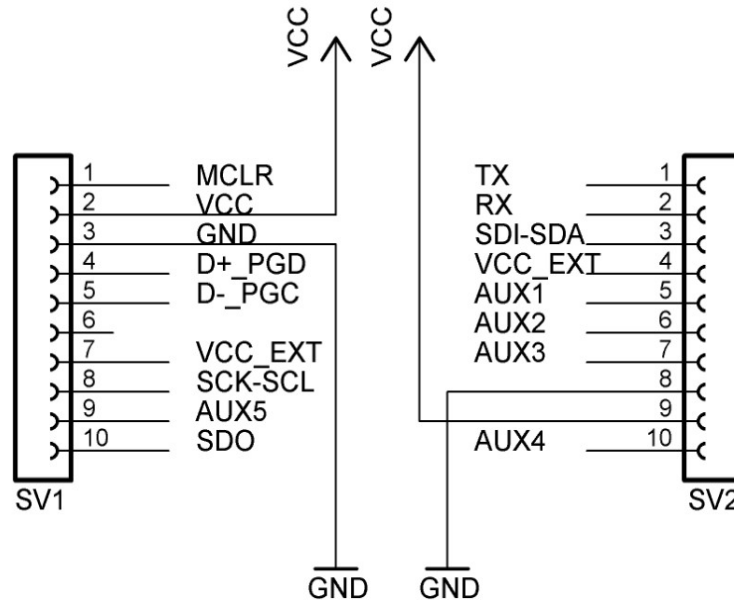 VCC VCC
1 MCLR
2 VCC
3 GND
4 D+_PGD
5 D-_PGC
6
7 VCC_EXT
8 SCK-SCL
9 AUX5
10 SDO
SV1
TX 1
RX 2
SDI-SDA 3
VCC_EXT 4
AUX1 5
AUX2 6
AUX3 7
8
9
AUX4 10
SV2
GND GND